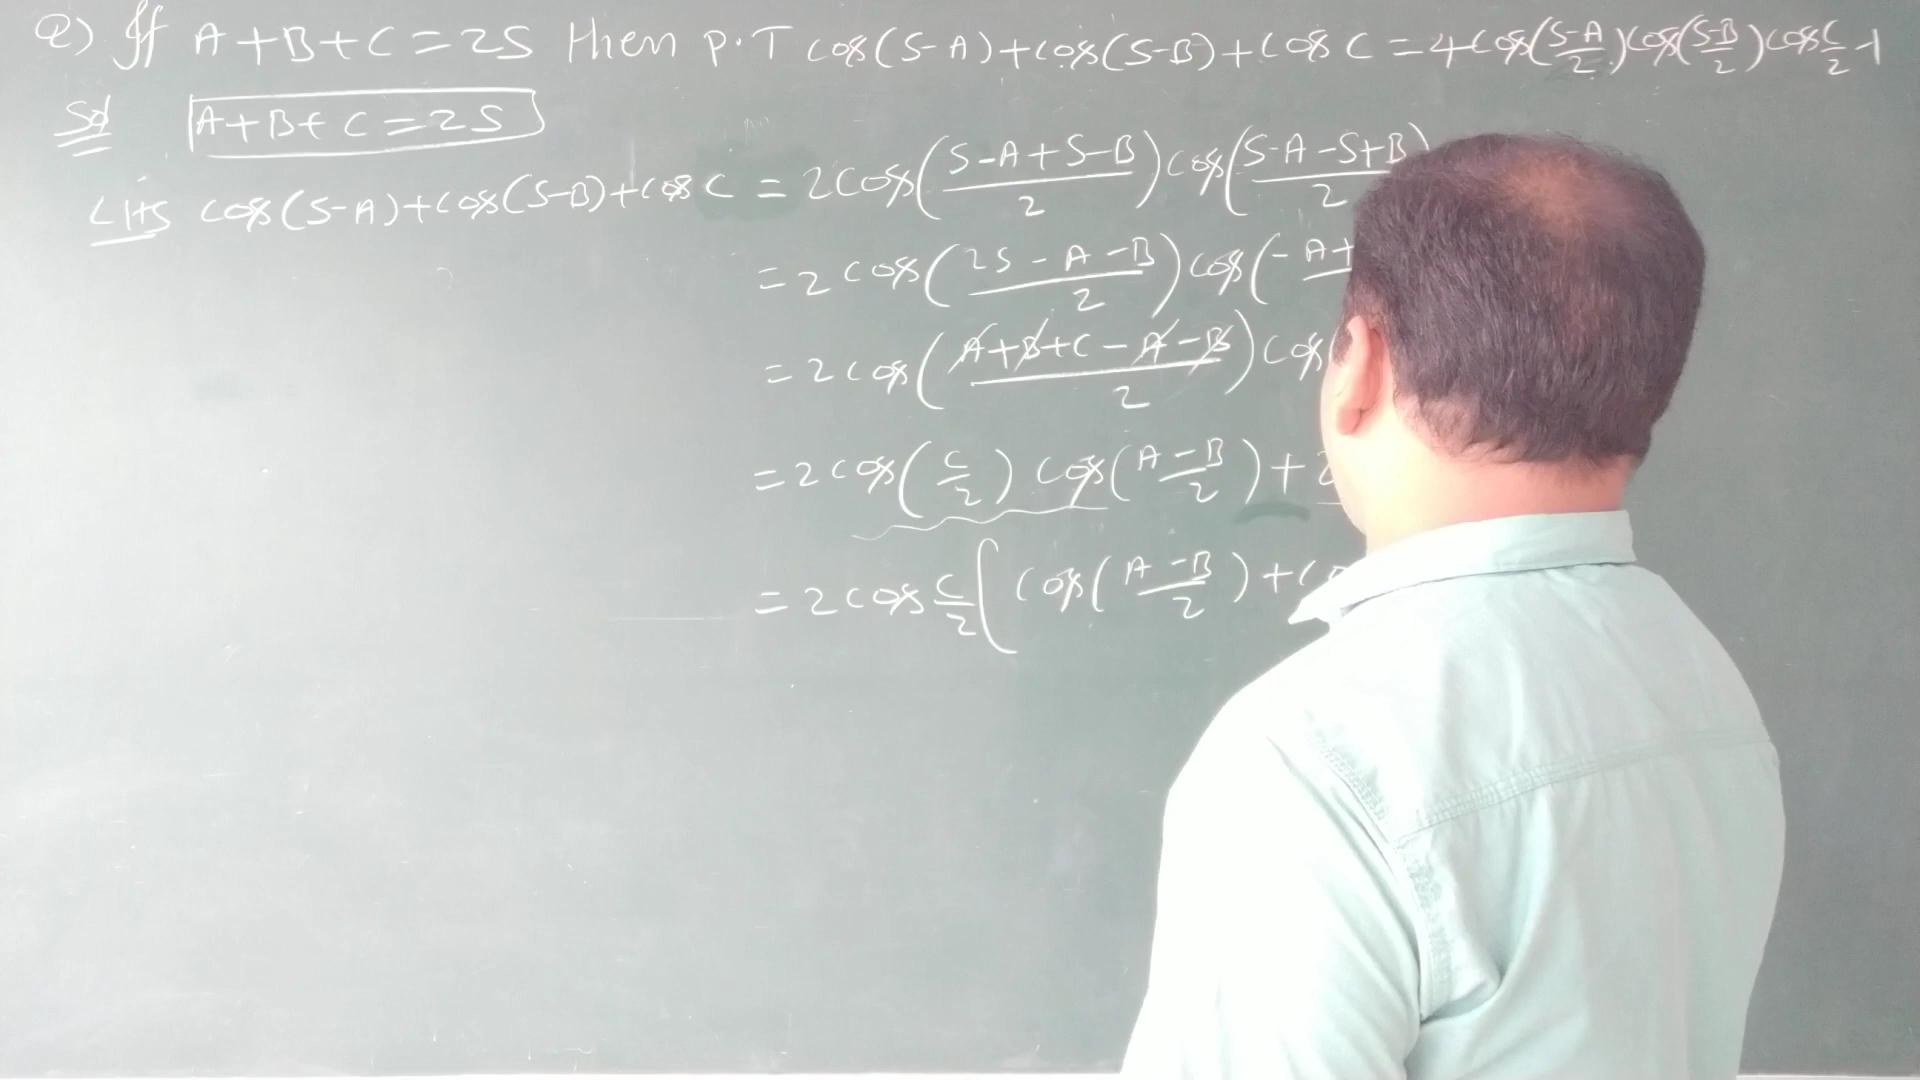 Q) If A+B+C=2S then P.T cos(S-A)+cos(S-B)+cos C = 4cos((S-A)/2)cos((S-B)/2)cos C/2 -1
Sol A+B+C=2S
LHS cos(S-A)+cos(S-B)+cos C = 2cos((S-A+S-B)/2)cos((S-A-S+B)/2)
=2cos((2S-A-B)/2)cos(-A+
=2cos((A+B+C-A-B)/2)cos(
=2cos(C/2)cos((A-B)/2)+2
=2cos C/2[cos((A-B)/2)+co